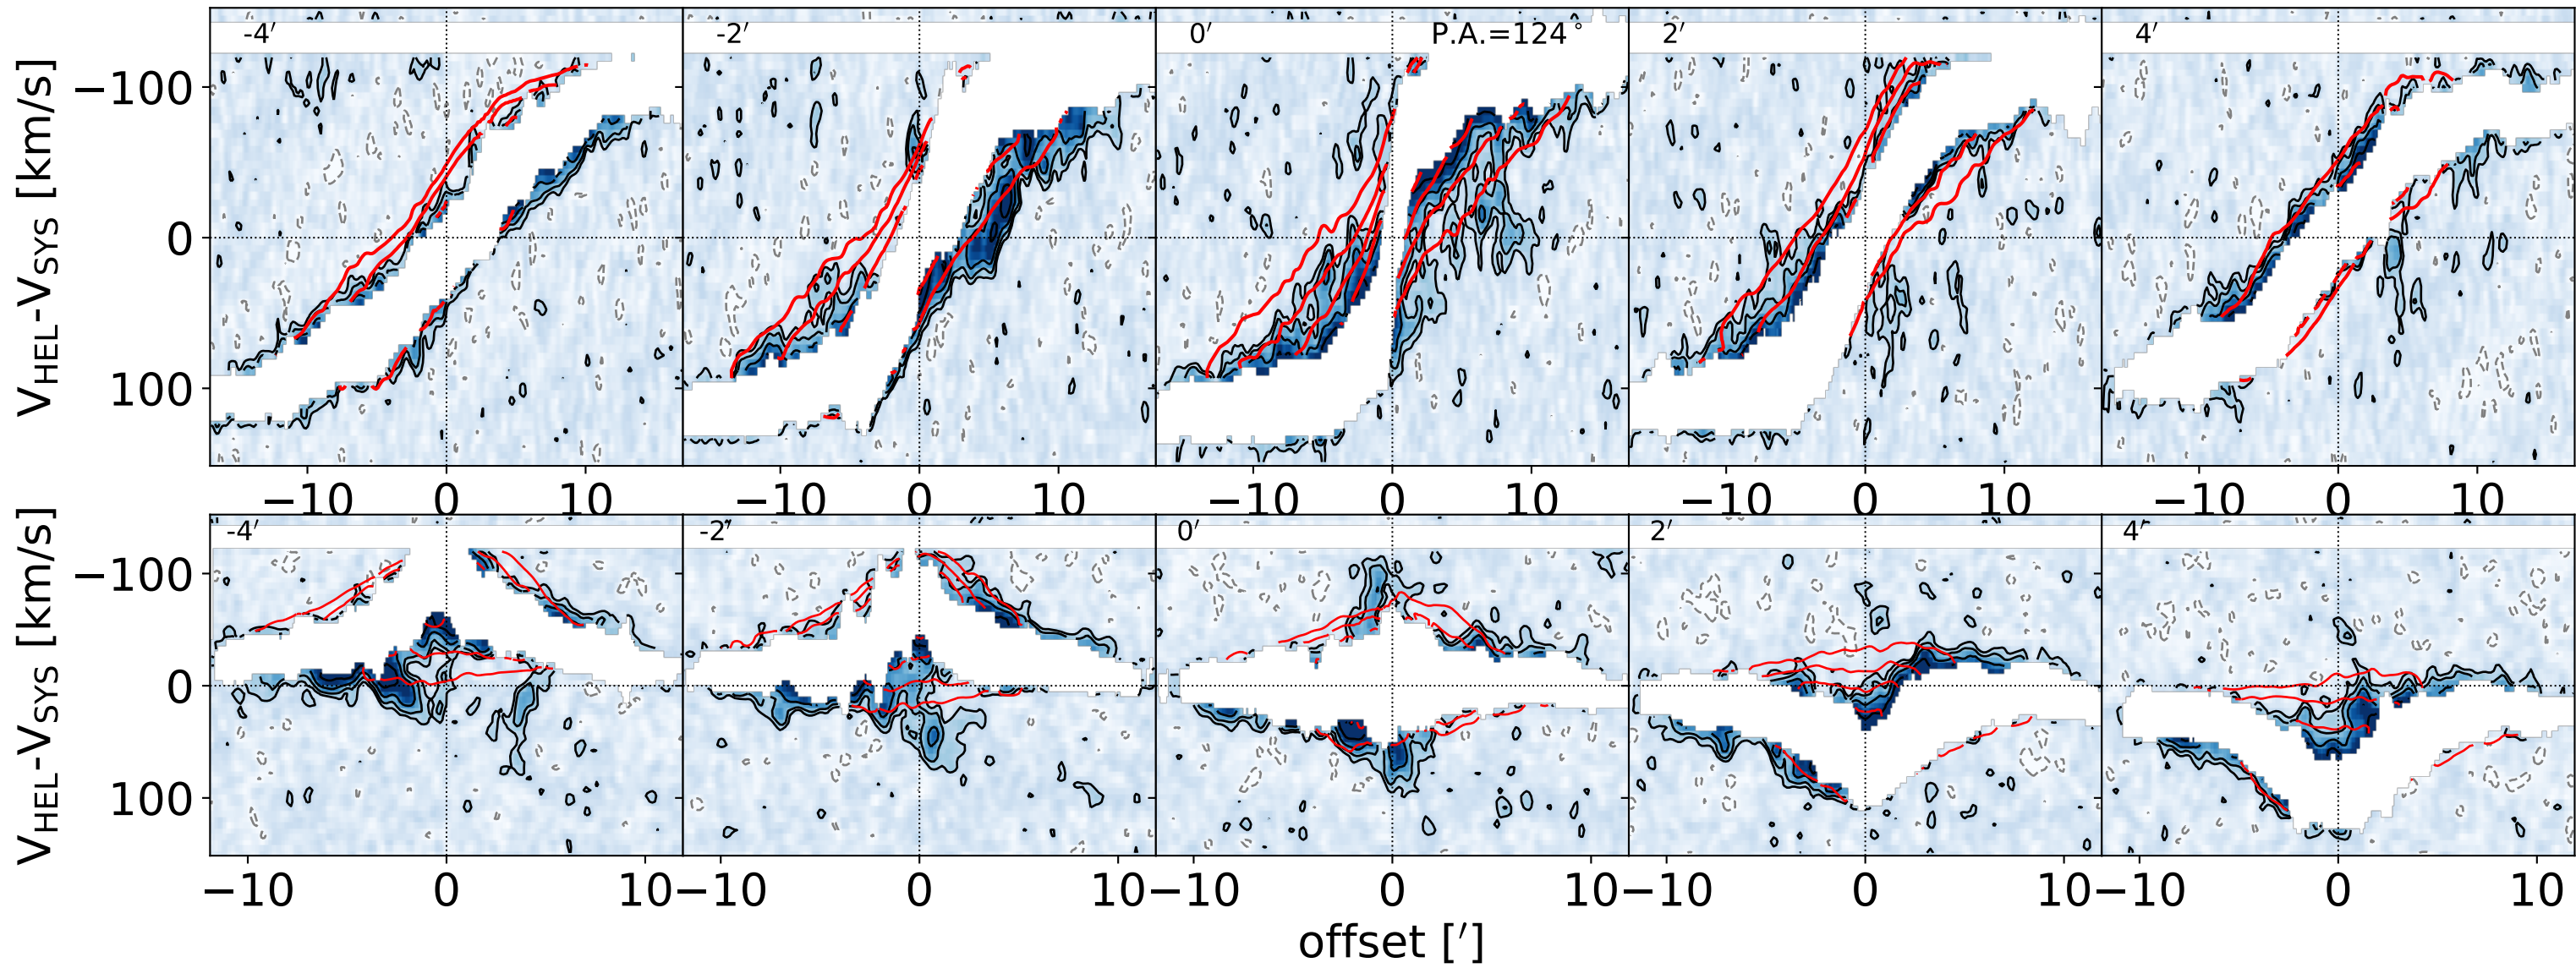 -4′ -2′ 0′ P.A.=124° 2′ 4′
V_HEL-V_SYS [km/s]
−100
0
100
−10 0 10 −10 0 10 −10 0 10 −10 0 10 −10 0 10
-4′ -2′ 0′ 2′ 4′
V_HEL-V_SYS [km/s]
−100
0
100
−10 0 10 −10 0 10 −10 0 10 −10 0 10 −10 0 10
offset [′]